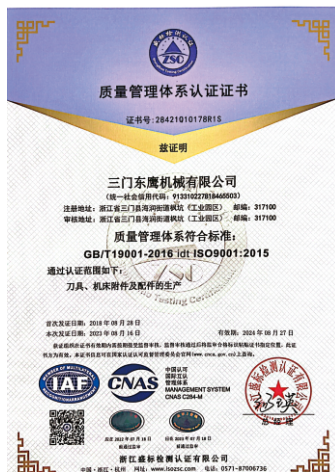 ZSC
质量管理体系认证证书
证书号:28421Q10178R1S
兹证明
三门东鹰机械有限公司
(统一社会信用代码:
注册地址:浙江省三门县海润街道枫坑(工业园区) 邮编:317100
审核地址:浙江省三门县海润街道枫坑(工业园区) 邮编:317100
质量管理体系符合标准:
GB/T19001-2016 idt ISO9001:2015
通过认证范围如下:
刀具、机床附件及配件的生产
首次发证日期:2018年08月28日
本次发证日期:2021年07月16日 有效期:2024年08月27日
IAF
CNAS
中国认可
国际互认
管理体系
MANAGEMENT SYSTEM
CNAS C284-M
浙江盛标检测认证有限公司
中国·浙江·杭州 网址:www.isozsc.com 电话:0571-87006736